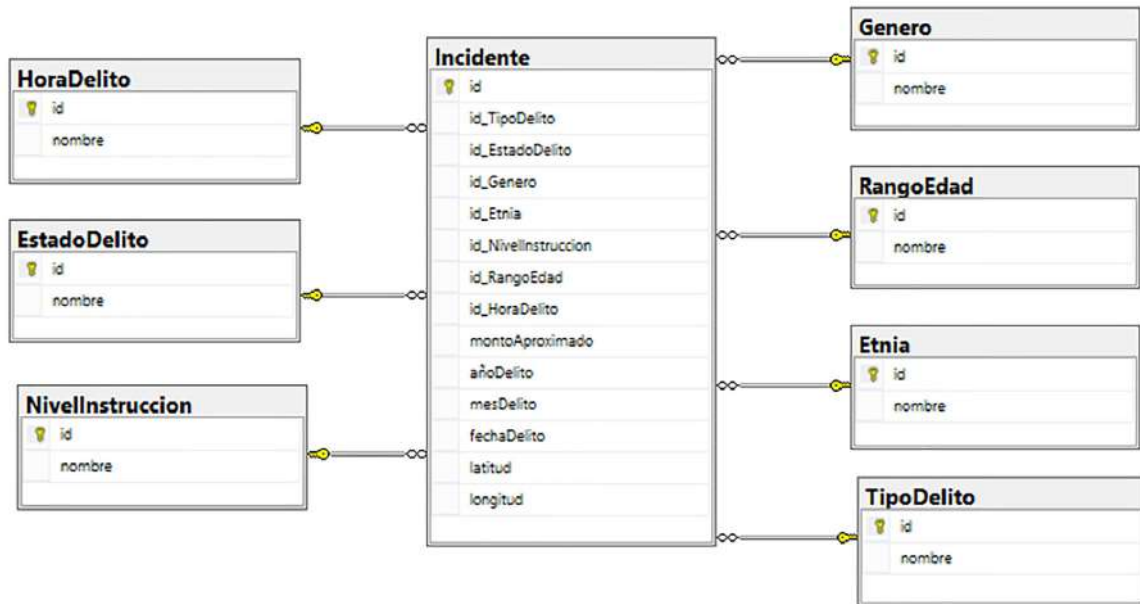 HoraDelito
id
nombre
EstadoDelito
id
nombre
NivelInstruccion
id
nombre
Incidente
id
id_TipoDelito
id_EstadoDelito
id_Genero
id_Etnia
id_NivelInstruccion
id_RangoEdad
id_HoraDelito
montoAproximado
añoDelito
mesDelito
fechaDelito
latitud
longitud
Genero
id
nombre
RangoEdad
id
nombre
Etnia
id
nombre
TipoDelito
id
nombre